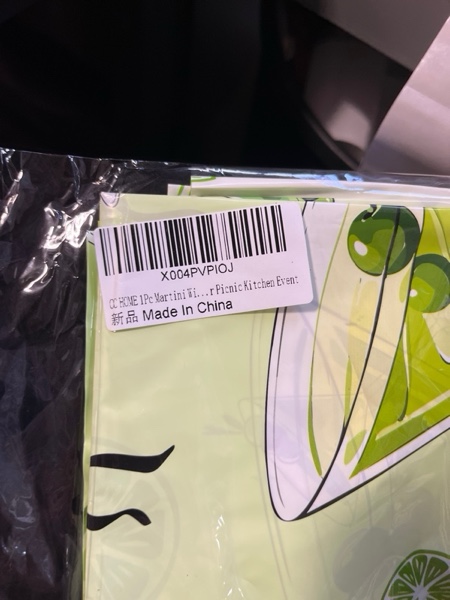 X004PVPIOJ
CC HOME 1Pc Martini Wi...r Picnic Kitchen Event
新品 Made In China